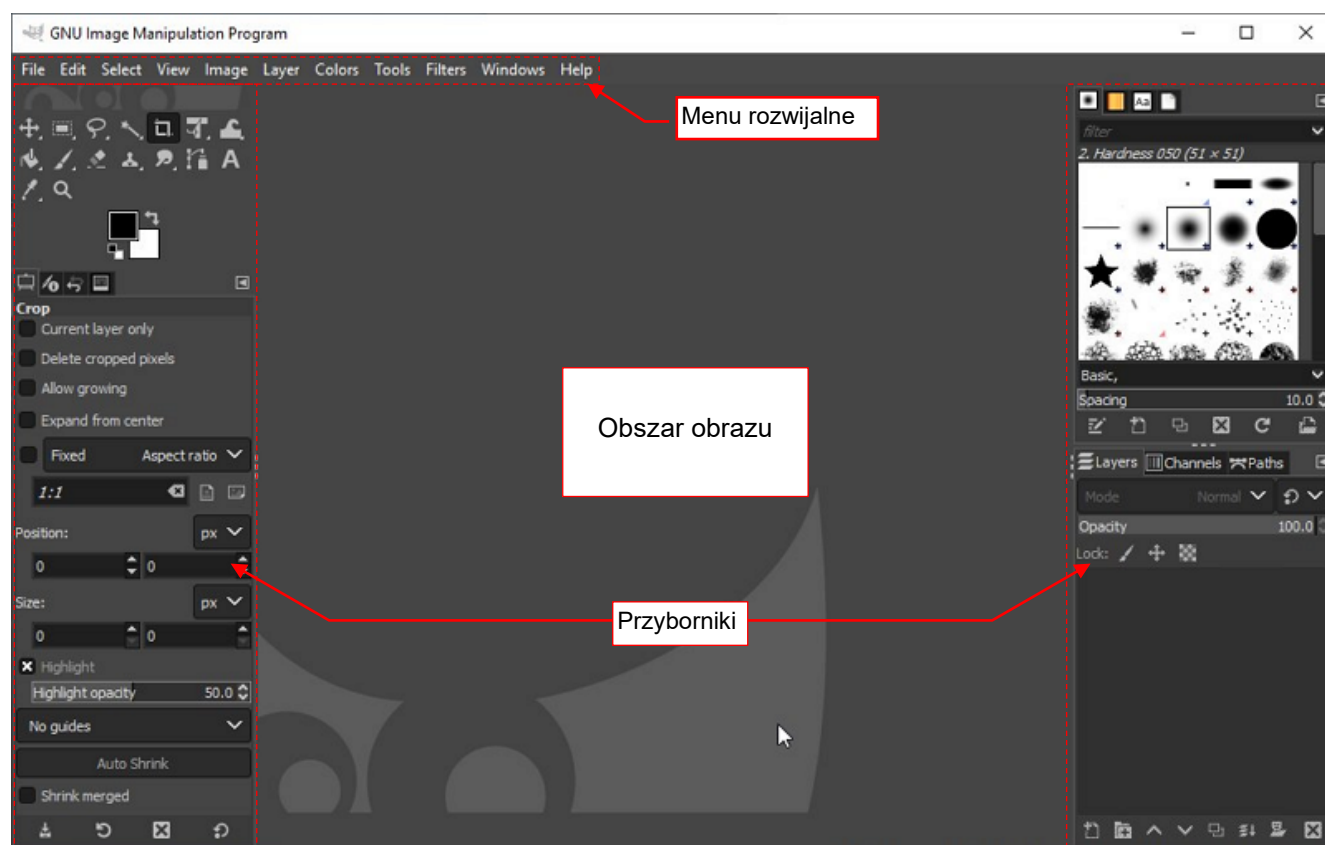 GNU Image Manipulation Program
File Edit Select View Image Layer Colors Tools Filters Windows Help
Menu rozwijalne
filter
2. Hardness 050 (51 × 51)
Crop
Current layer only
Delete cropped pixels
Allow growing
Expand from center
Fixed Aspect ratio
1:1
Position: px
0 0
Size: px
0 0
Highlight
Highlight opacity 50.0
No guides
Auto Shrink
Shrink merged
Obszar obrazu
Przyborniki
Basic,
Spacing 10.0
Layers Channels Paths
Mode Normal
Opacity 100.0
Lock: